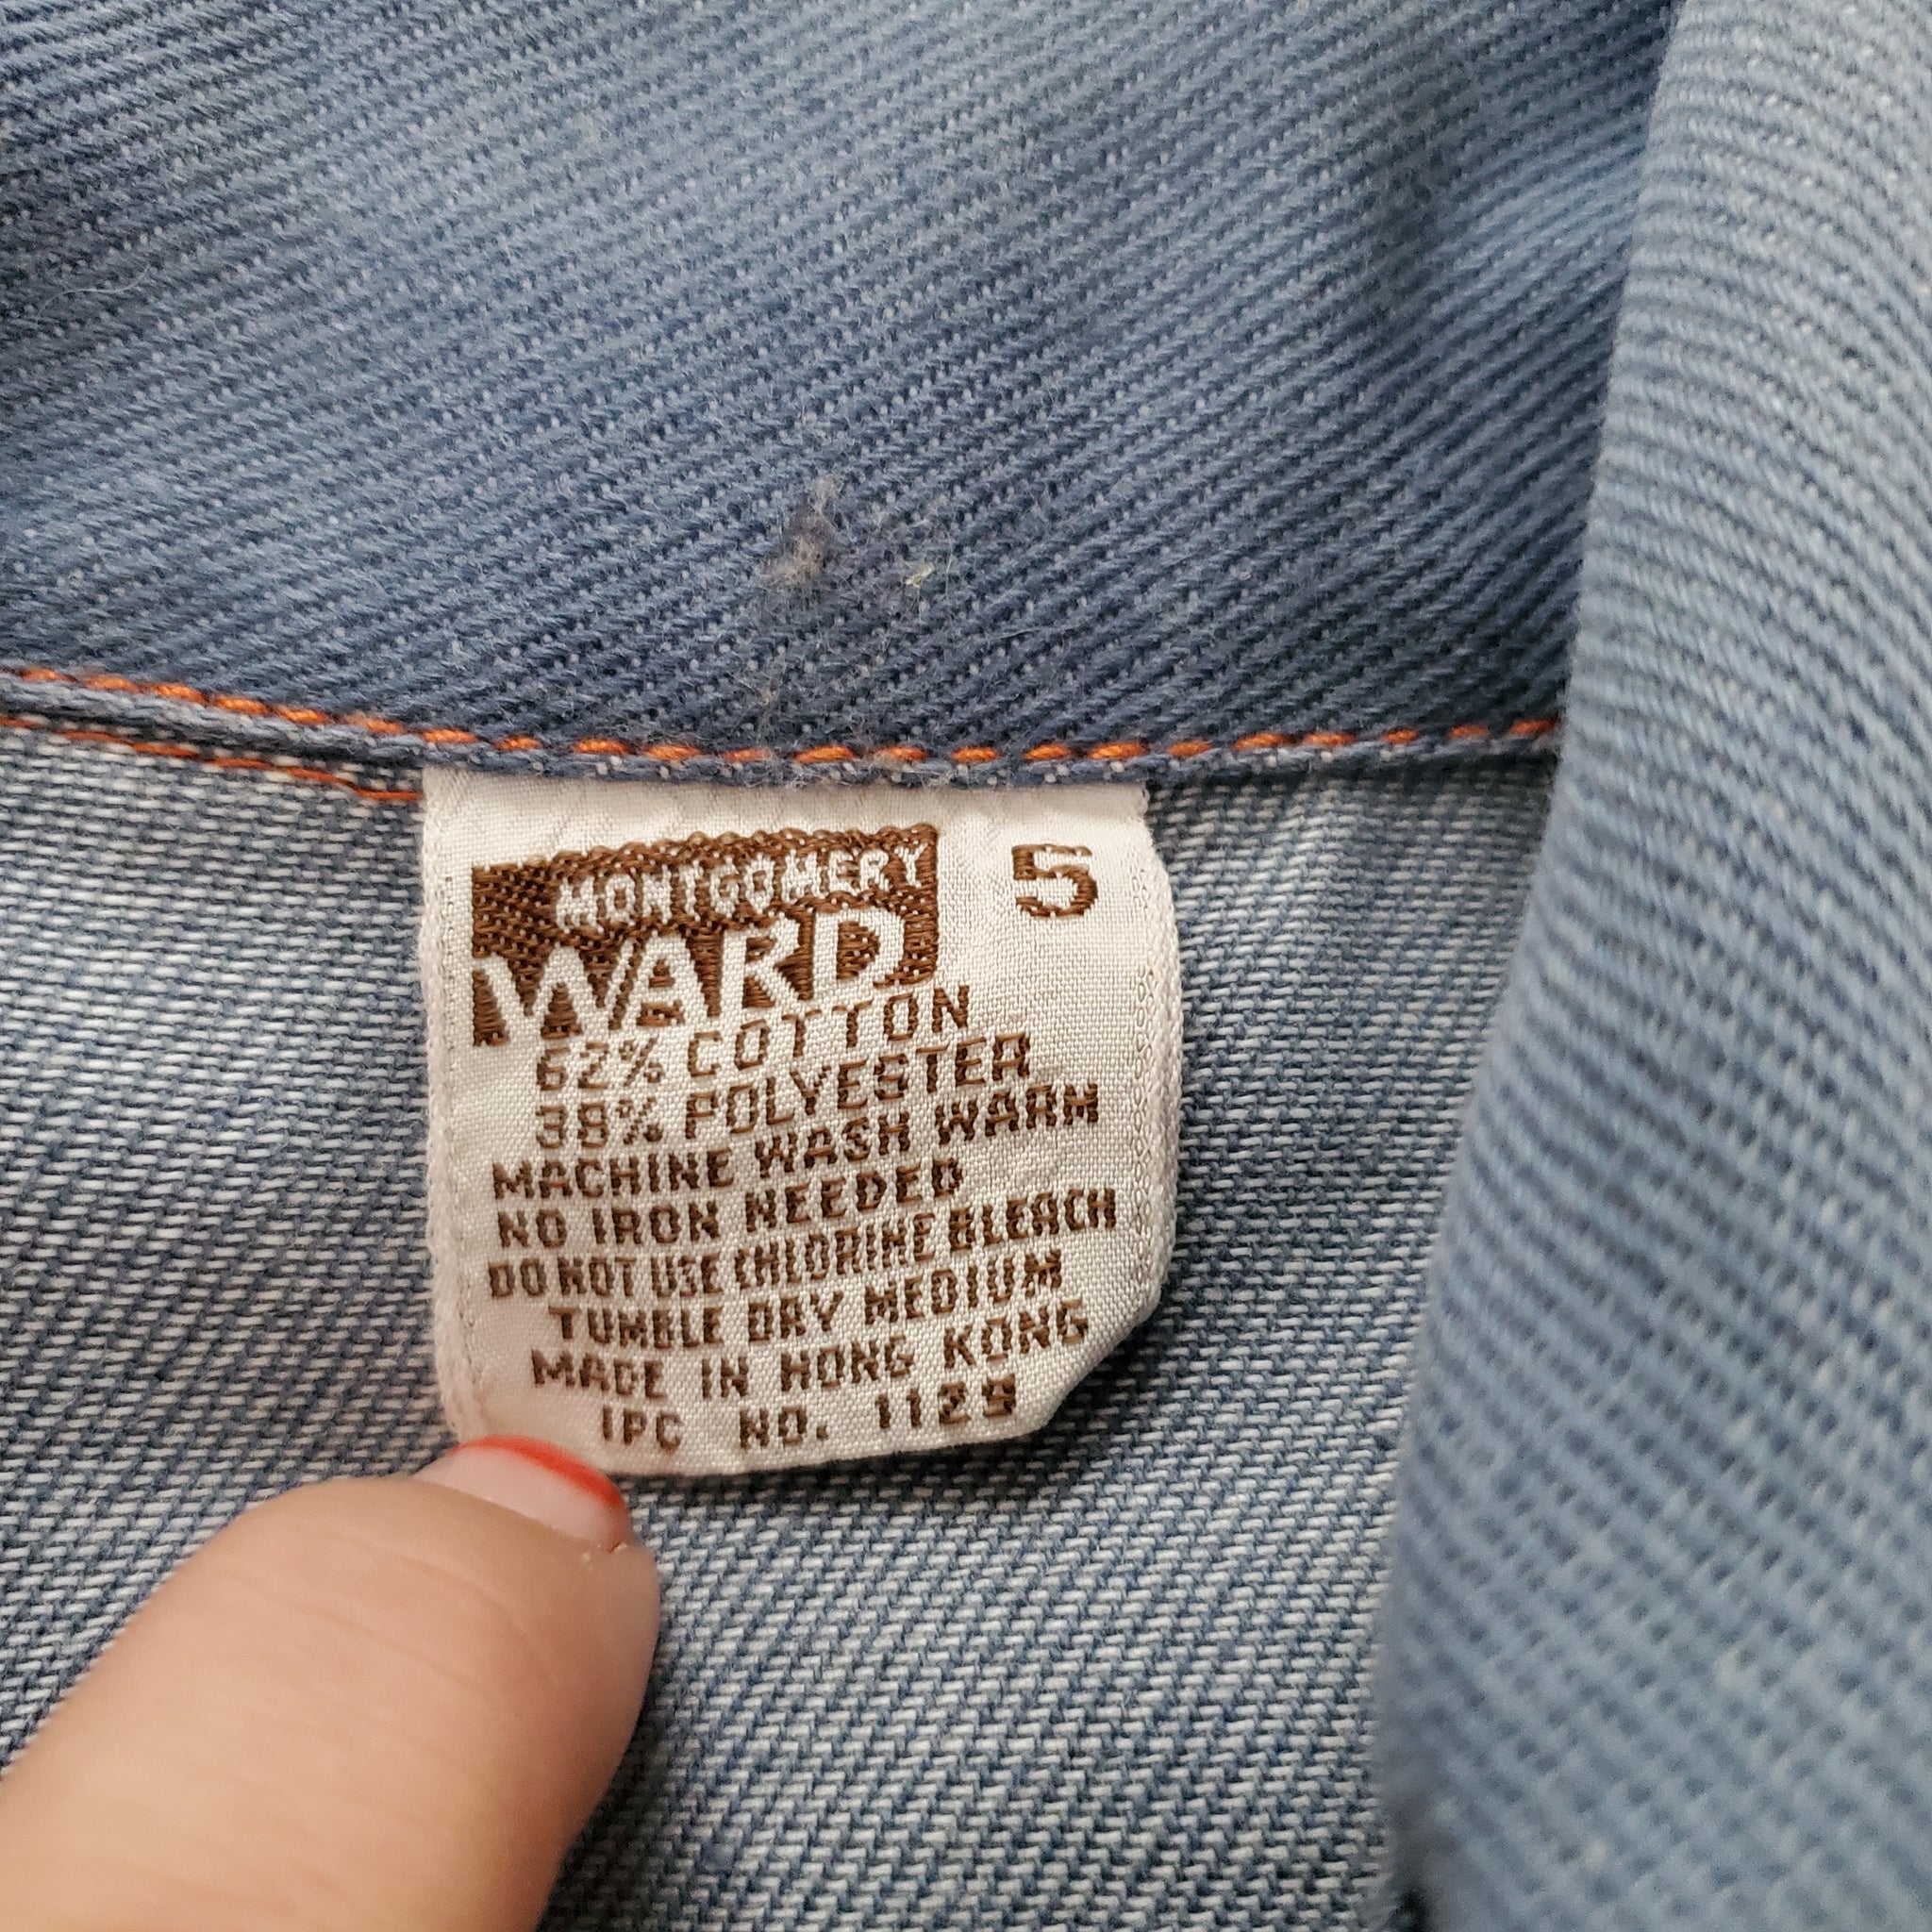 MONTGOMERY 5
WARD
62% COTTON
38% POLYESTER
MACHINE WASH WARM
NO IRON NEEDED
DO NOT USE CHLORINE BLEACH
TUMBLE DRY MEDIUM
MADE IN HONG KONG
IPC NO. 1129